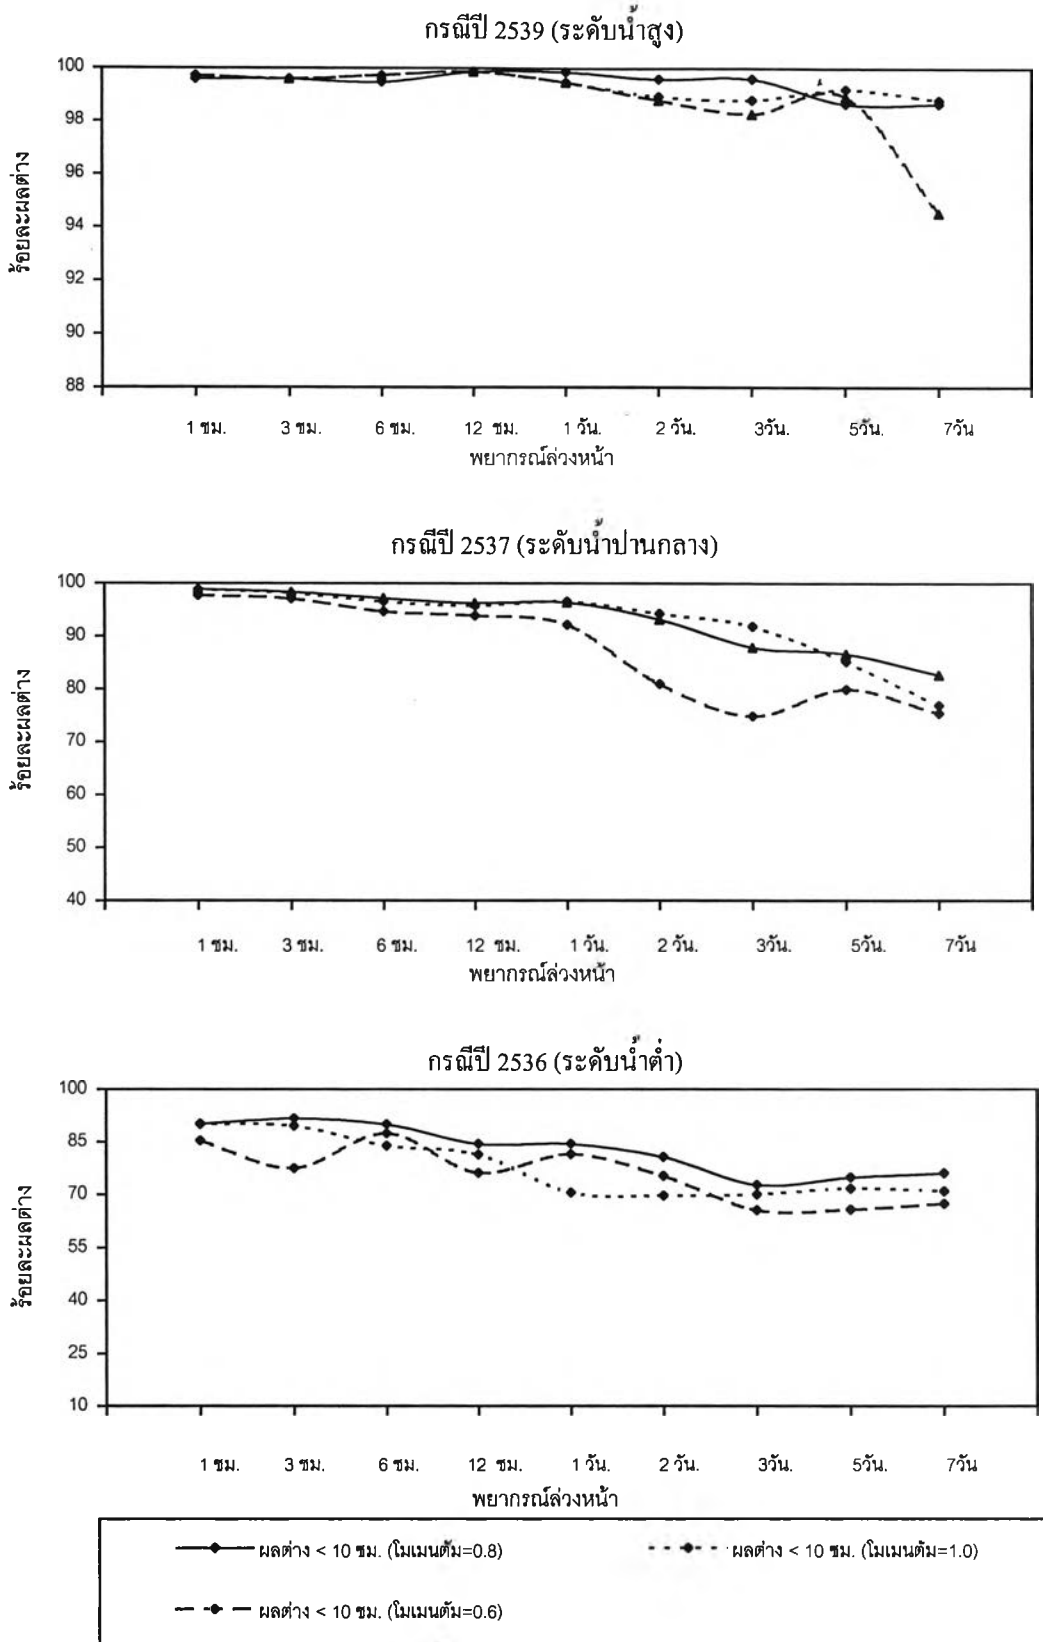 กรณีปี 2539 (ระดับน้ำสูง)
100
98
96
94
92
90
88
ร้อยละผลต่าง
1 ชม. 3 ชม. 6 ชม. 12 ชม. 1 วัน. 2 วัน. 3วัน. 5วัน. 7วัน
พยากรณ์ล่วงหน้า
กรณีปี 2537 (ระดับน้ำปานกลาง)
100
90
80
70
60
50
40
ร้อยละผลต่าง
1 ชม. 3 ชม. 6 ชม. 12 ชม. 1 วัน. 2 วัน. 3วัน. 5วัน. 7วัน
พยากรณ์ล่วงหน้า
กรณีปี 2536 (ระดับน้ำต่ำ)
100
85
70
55
40
25
10
ร้อยละผลต่าง
1 ชม. 3 ชม. 6 ชม. 12 ชม. 1 วัน. 2 วัน. 3วัน. 5วัน. 7วัน
พยากรณ์ล่วงหน้า
ผลต่าง < 10 ซม. (โมเมนตัม=0.8) ผลต่าง < 10 ซม. (โมเมนตัม=1.0)
ผลต่าง < 10 ซม. (โมเมนตัม=0.6)